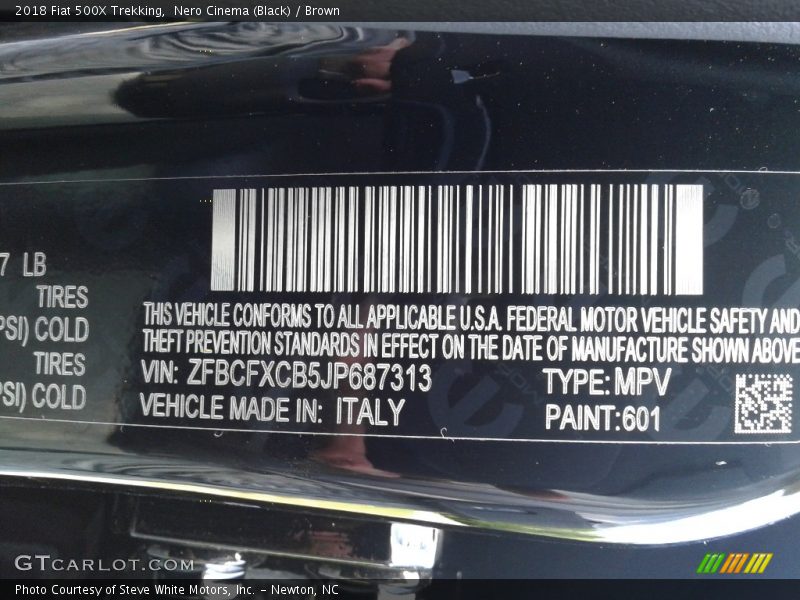 2018 Fiat 500X Trekking, Nero Cinema (Black) / Brown
7 LB
TIRES
PSI) COLD
TIRES
PSI) COLD
THIS VEHICLE CONFORMS TO ALL APPLICABLE U.S.A. FEDERAL MOTOR VEHICLE SAFETY AND
THEFT PREVENTION STANDARDS IN EFFECT ON THE DATE OF MANUFACTURE SHOWN ABOVE
VIN: ZFBCFXCB5JP687313 TYPE: MPV
VEHICLE MADE IN: ITALY PAINT:601
GTCARLOT.COM
Photo Courtesy of Steve White Motors, Inc. - Newton, NC